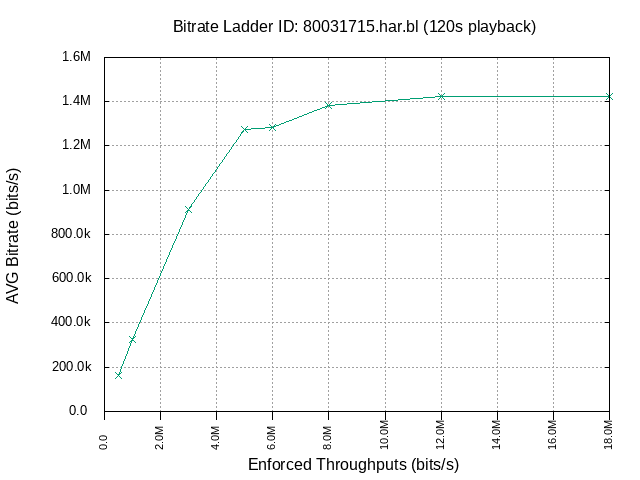 Bitrate Ladder ID: 80031715.har.bl (120s playback)
1.6M
1.4M
1.2M
1.0M
800.0k
600.0k
400.0k
200.0k
0.0
AVG Bitrate (bits/s)
0.0 2.0M 4.0M 6.0M 8.0M 10.0M 12.0M 14.0M 16.0M 18.0M
Enforced Throughputs (bits/s)